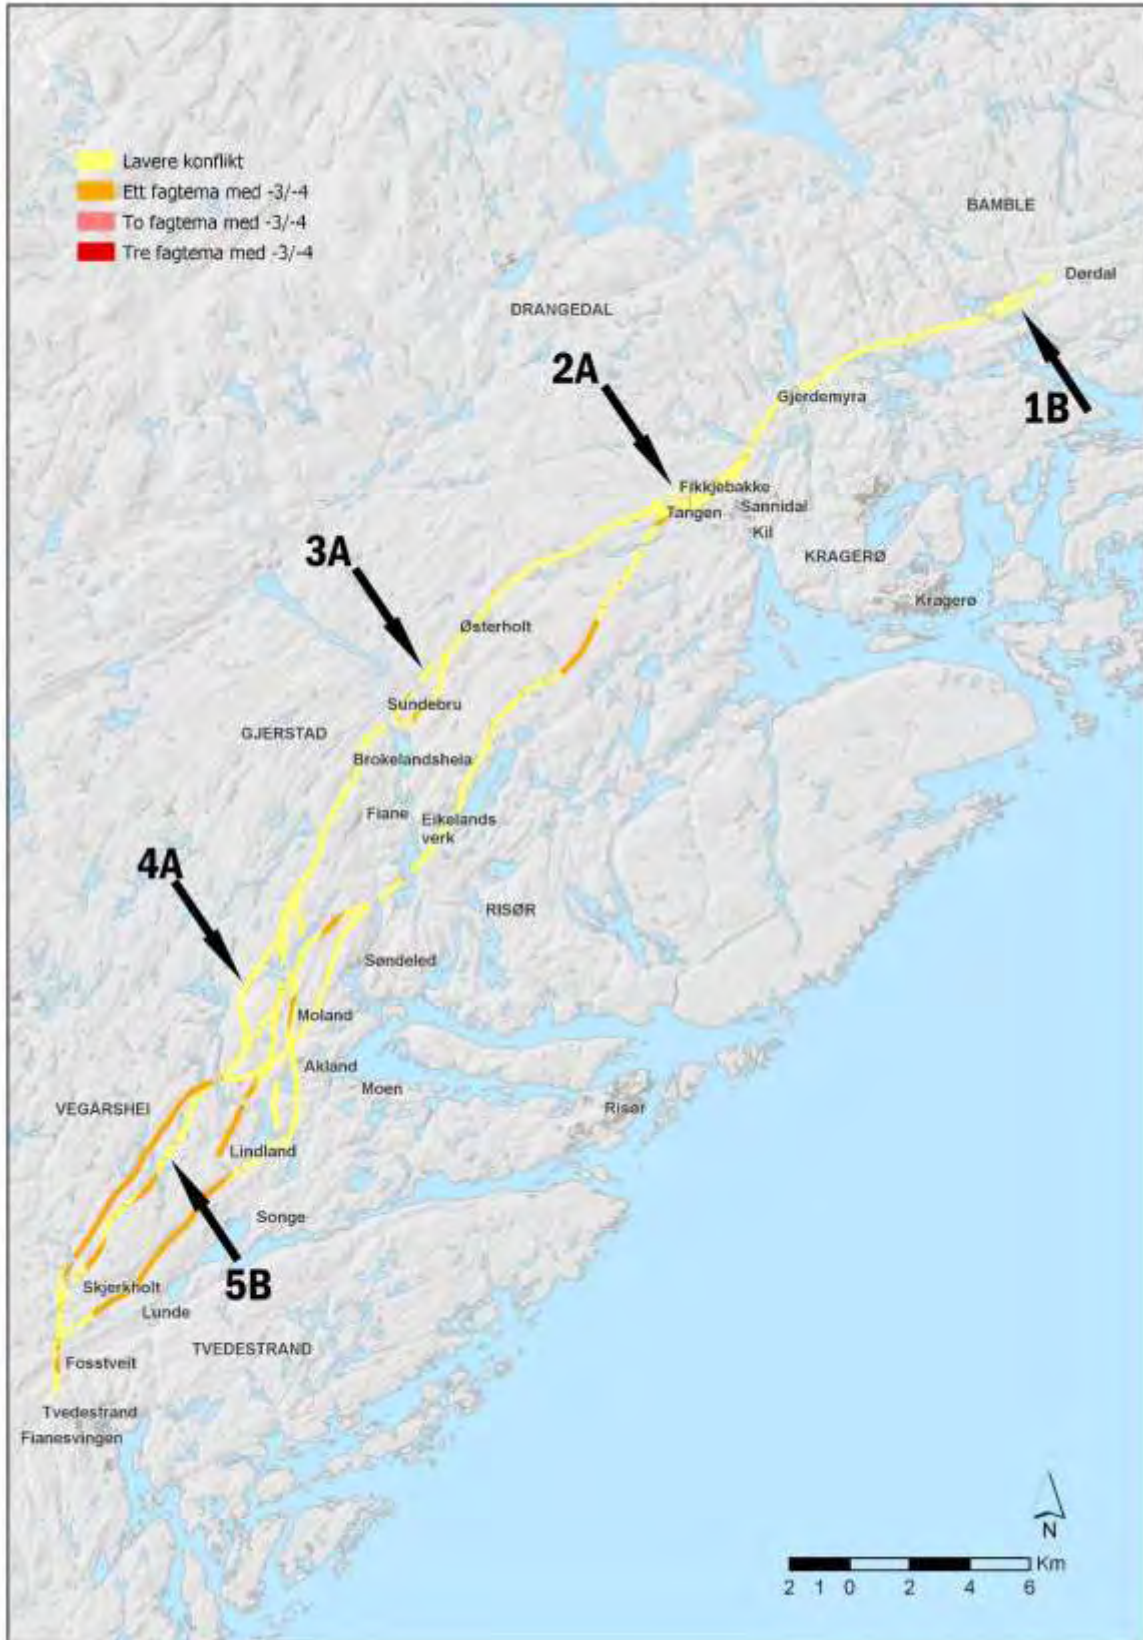 Lavere konflikt
Ett fagtema med -3/-4
To fagtema med -3/-4
Tre fagtema med -3/-4
BAMBLE
Dørdal
DRANGEDAL
2A
Gjerdemyra
1B
Fikkjebakke
Tangen
Sannidal
Kil
3A
KRAGERØ
Kragerø
Østerholt
Sundebru
GJERSTAD
Brokelandsheia
Fiane
Eikelands
verk
4A
RISØR
Søndeled
Moland
Akland
Moen
VEGÅRSHEI
Risør
Lindland
Songe
5B
Skjerkholt
Lunde
TVEDESTRAND
Fosstveit
Tvedestrand
Fianesvingen
N
Km
2 1 0 2 4 6